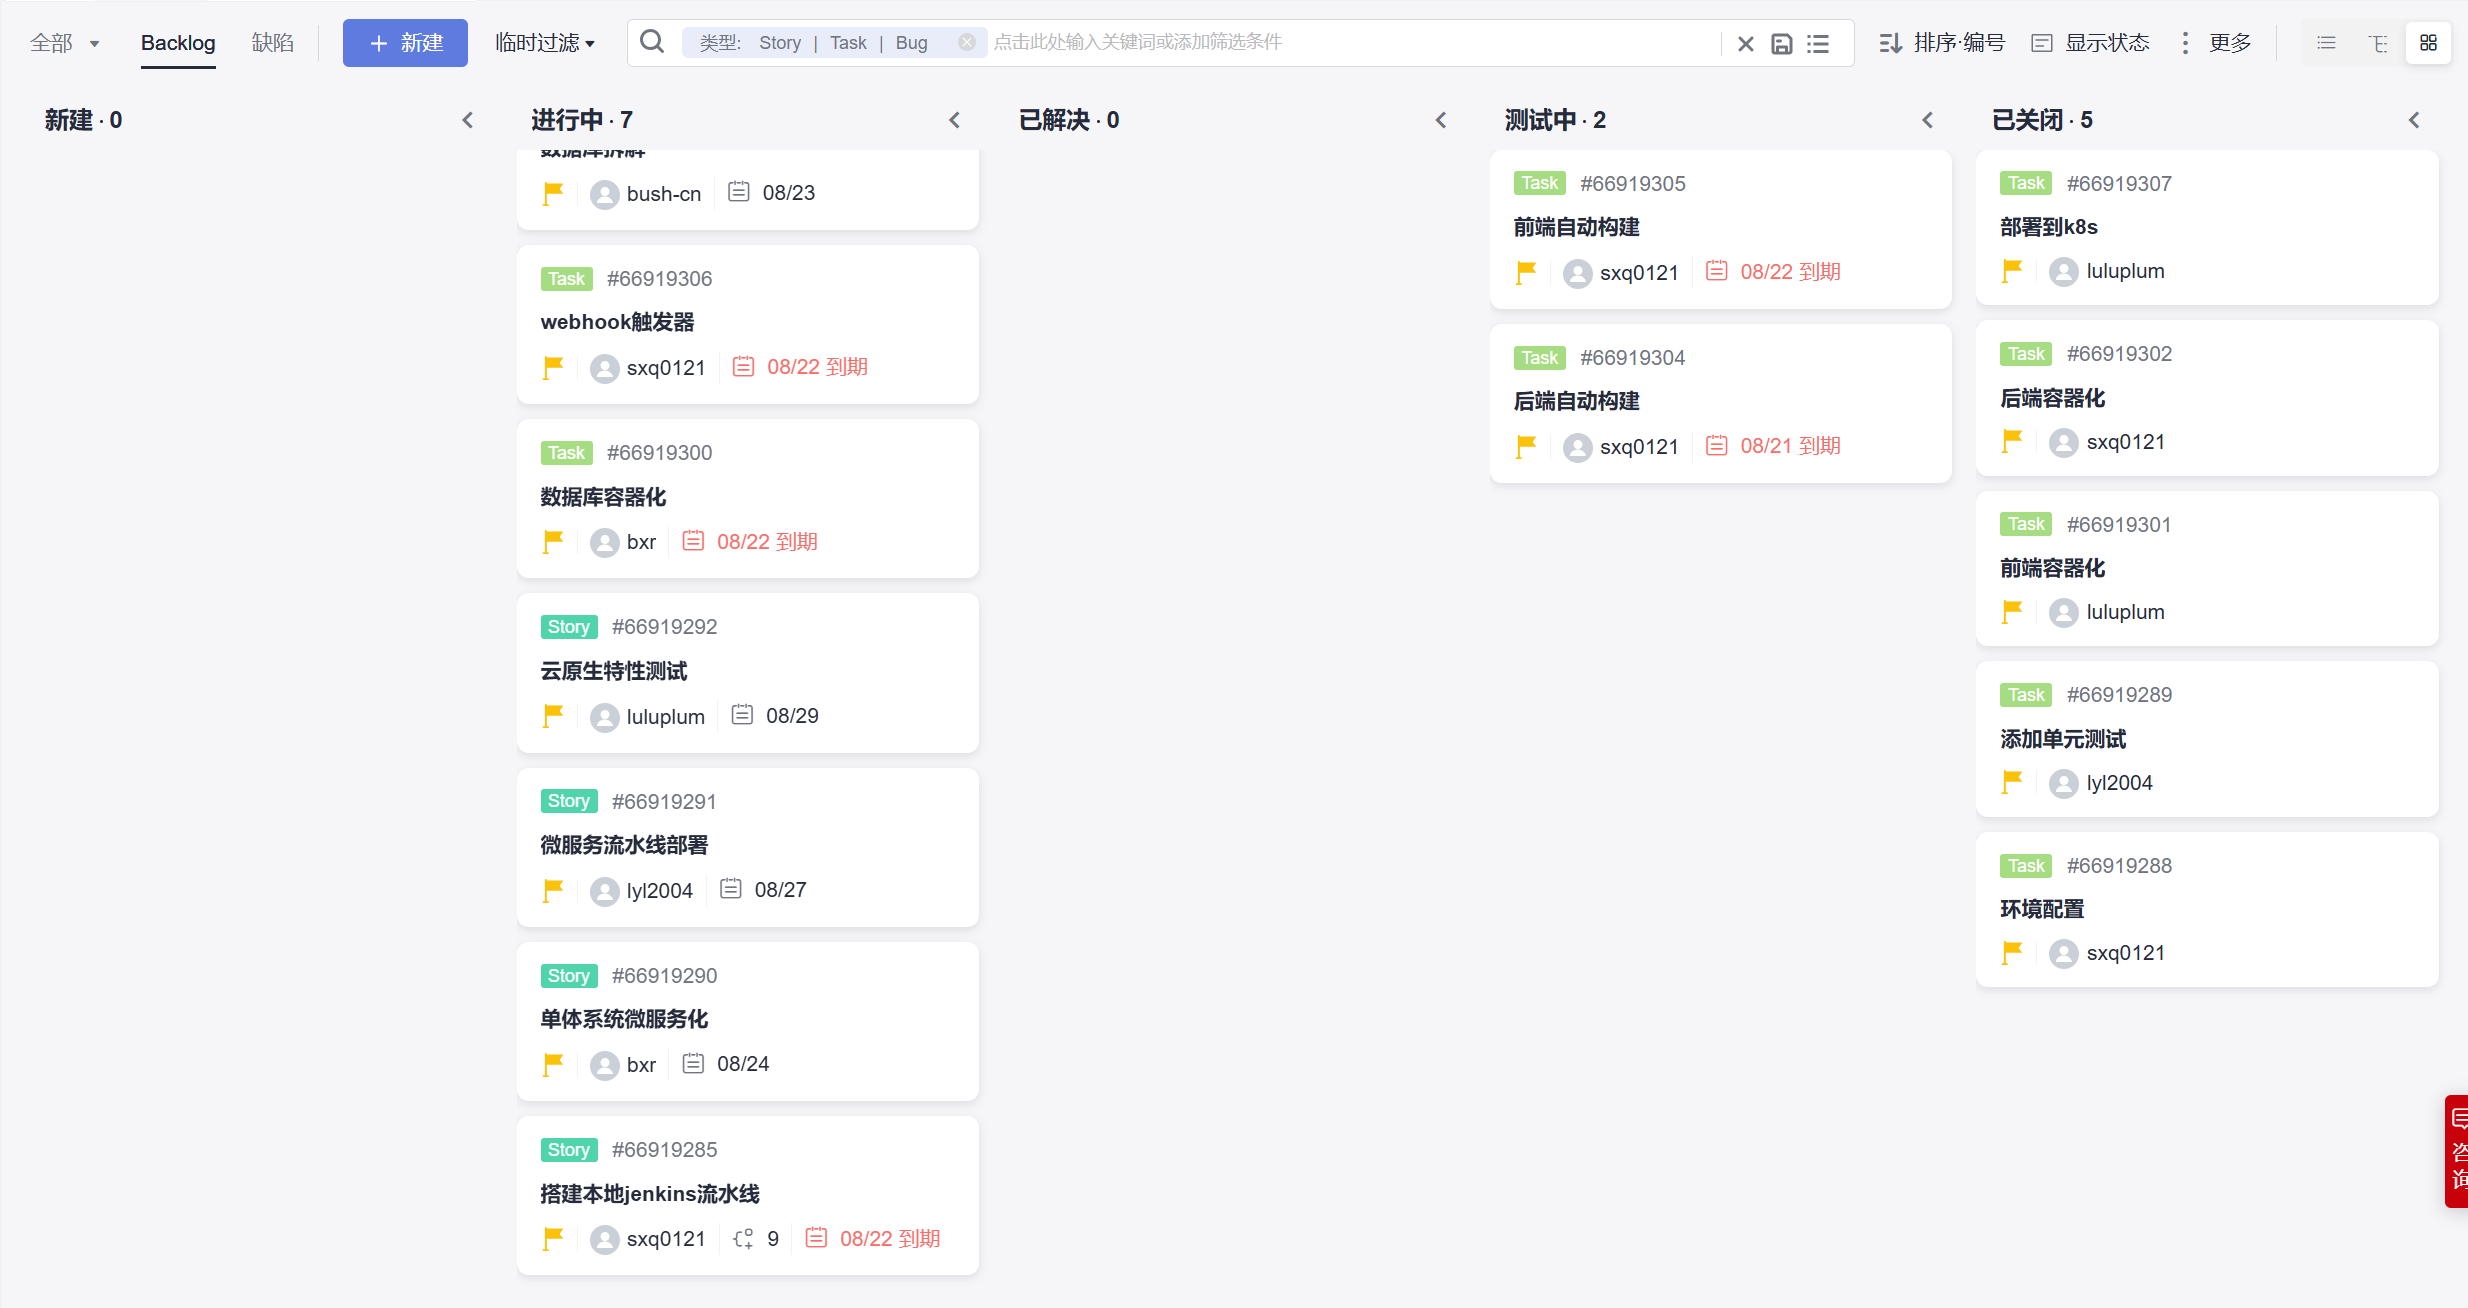 全部 Backlog 缺陷 新建 临时过滤 类型: Story | Task | Bug 点击此处输入关键词或添加筛选条件 排序·编号 显示状态 更多
新建 · 0
进行中 · 7
数据库拆解
bush-cn 08/23
Task #66919306
webhook触发器
sxq0121 08/22 到期
Task #66919300
数据库容器化
bxr 08/22 到期
Story #66919292
云原生特性测试
luluplum 08/29
Story #66919291
微服务流水线部署
lyl2004 08/27
Story #66919290
单体系统微服务化
bxr 08/24
Story #66919285
搭建本地jenkins流水线
sxq0121 9 08/22 到期
已解决 · 0
测试中 · 2
Task #66919305
前端自动构建
sxq0121 08/22 到期
Task #66919304
后端自动构建
sxq0121 08/21 到期
已关闭 · 5
Task #66919307
部署到k8s
luluplum
Task #66919302
后端容器化
sxq0121
Task #66919301
前端容器化
luluplum
Task #66919289
添加单元测试
lyl2004
Task #66919288
环境配置
sxq0121
咨
询